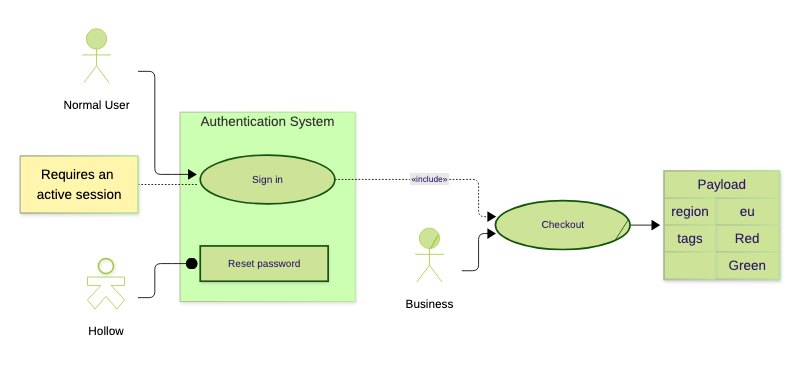 Normal User
Authentication System
Requires an
active session
Sign in
«include»
Reset password
Hollow
Business
Checkout
Payload
region eu
tags Red
Green